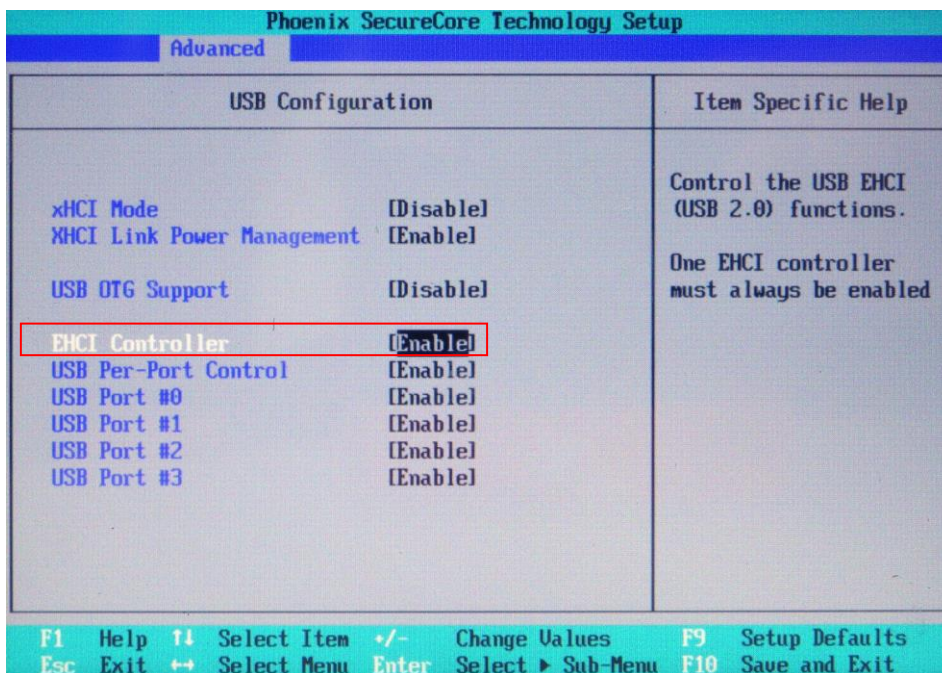 Phoenix SecureCore Technology Setup
Advanced
USB Configuration
Item Specific Help
xHCI Mode [Disable]
XHCI Link Power Management [Enable]
USB OTG Support [Disable]
EHCI Controller [Enable]
USB Per-Port Control [Enable]
USB Port #0 [Enable]
USB Port #1 [Enable]
USB Port #2 [Enable]
USB Port #3 [Enable]
Control the USB EHCI
(USB 2.0) functions.
One EHCI controller
must always be enabled
F1 Help ↑↓ Select Item +/- Change Values F9 Setup Defaults
Esc Exit ↔ Select Menu Enter Select ▶ Sub-Menu F10 Save and Exit